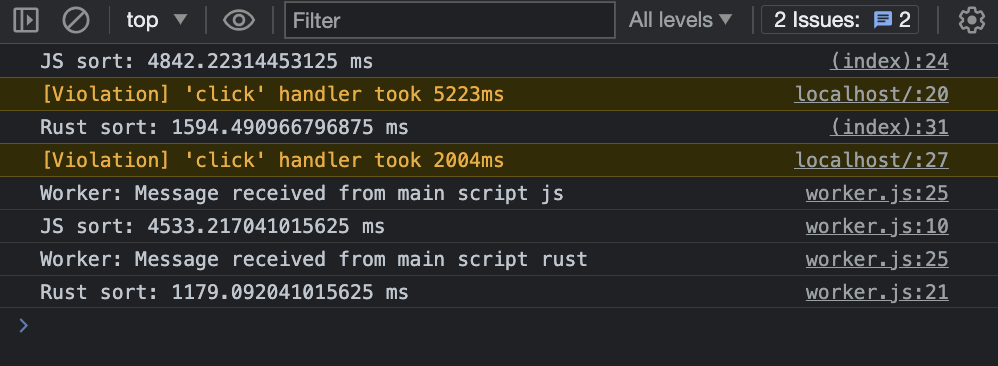 top ▼ Filter All levels ▼ 2 Issues: 2
JS sort: 4842.22314453125 ms (index):24
[Violation] 'click' handler took 5223ms localhost/:20
Rust sort: 1594.490966796875 ms (index):31
[Violation] 'click' handler took 2004ms localhost/:27
Worker: Message received from main script js worker.js:25
JS sort: 4533.217041015625 ms worker.js:10
Worker: Message received from main script rust worker.js:25
Rust sort: 1179.092041015625 ms worker.js:21